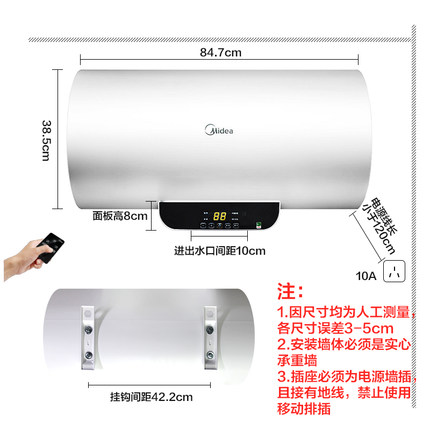 84.7cm
38.5cm
Midea
88
面板高8cm
进出水口间距10cm
电源线长
小于120cm
10A
挂钩间距42.2cm
注：
1.因尺寸均为人工测量，
各尺寸误差3-5cm
2.安装墙体必须是实心
承重墙
3.插座必须为电源墙插，
且接有地线，禁止使用
移动排插